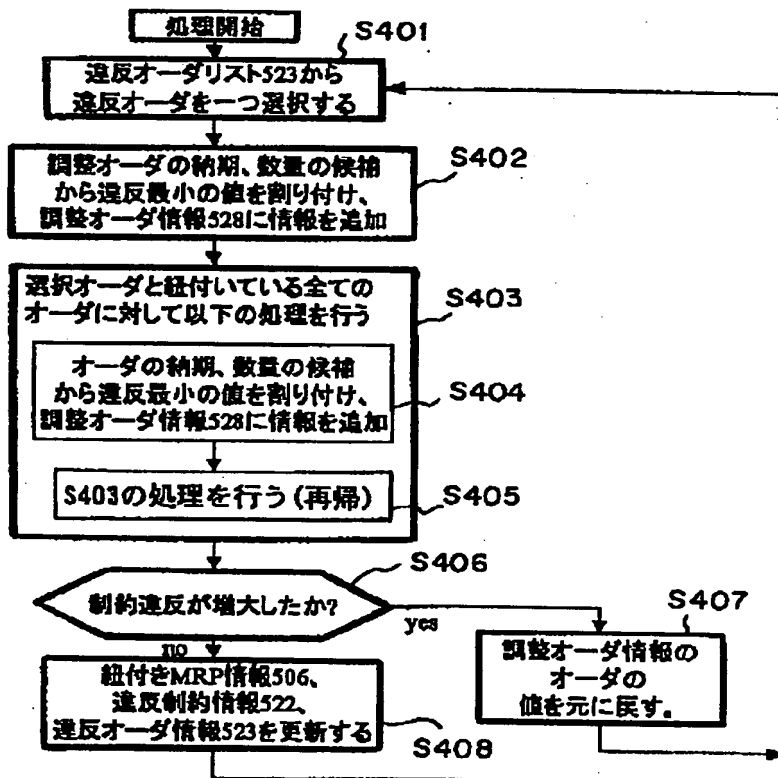 処理開始
S401
違反オーダリスト523から
違反オーダを一つ選択する
S402
調整オーダの納期、数量の候補
から違反最小の値を割り付け、
調整オーダ情報528に情報を追加
S403
選択オーダと紐付いている全ての
オーダに対して以下の処理を行う
S404
オーダの納期、数量の候補
から違反最小の値を割り付け、
調整オーダ情報528に情報を追加
S405
S403の処理を行う(再帰)
S406
制約違反が増大したか?
yes
no
S407
調整オーダ情報の
オーダの
値を元に戻す。
紐付きMRP情報506、
違反制約情報522、
違反オーダ情報523を更新する
S408